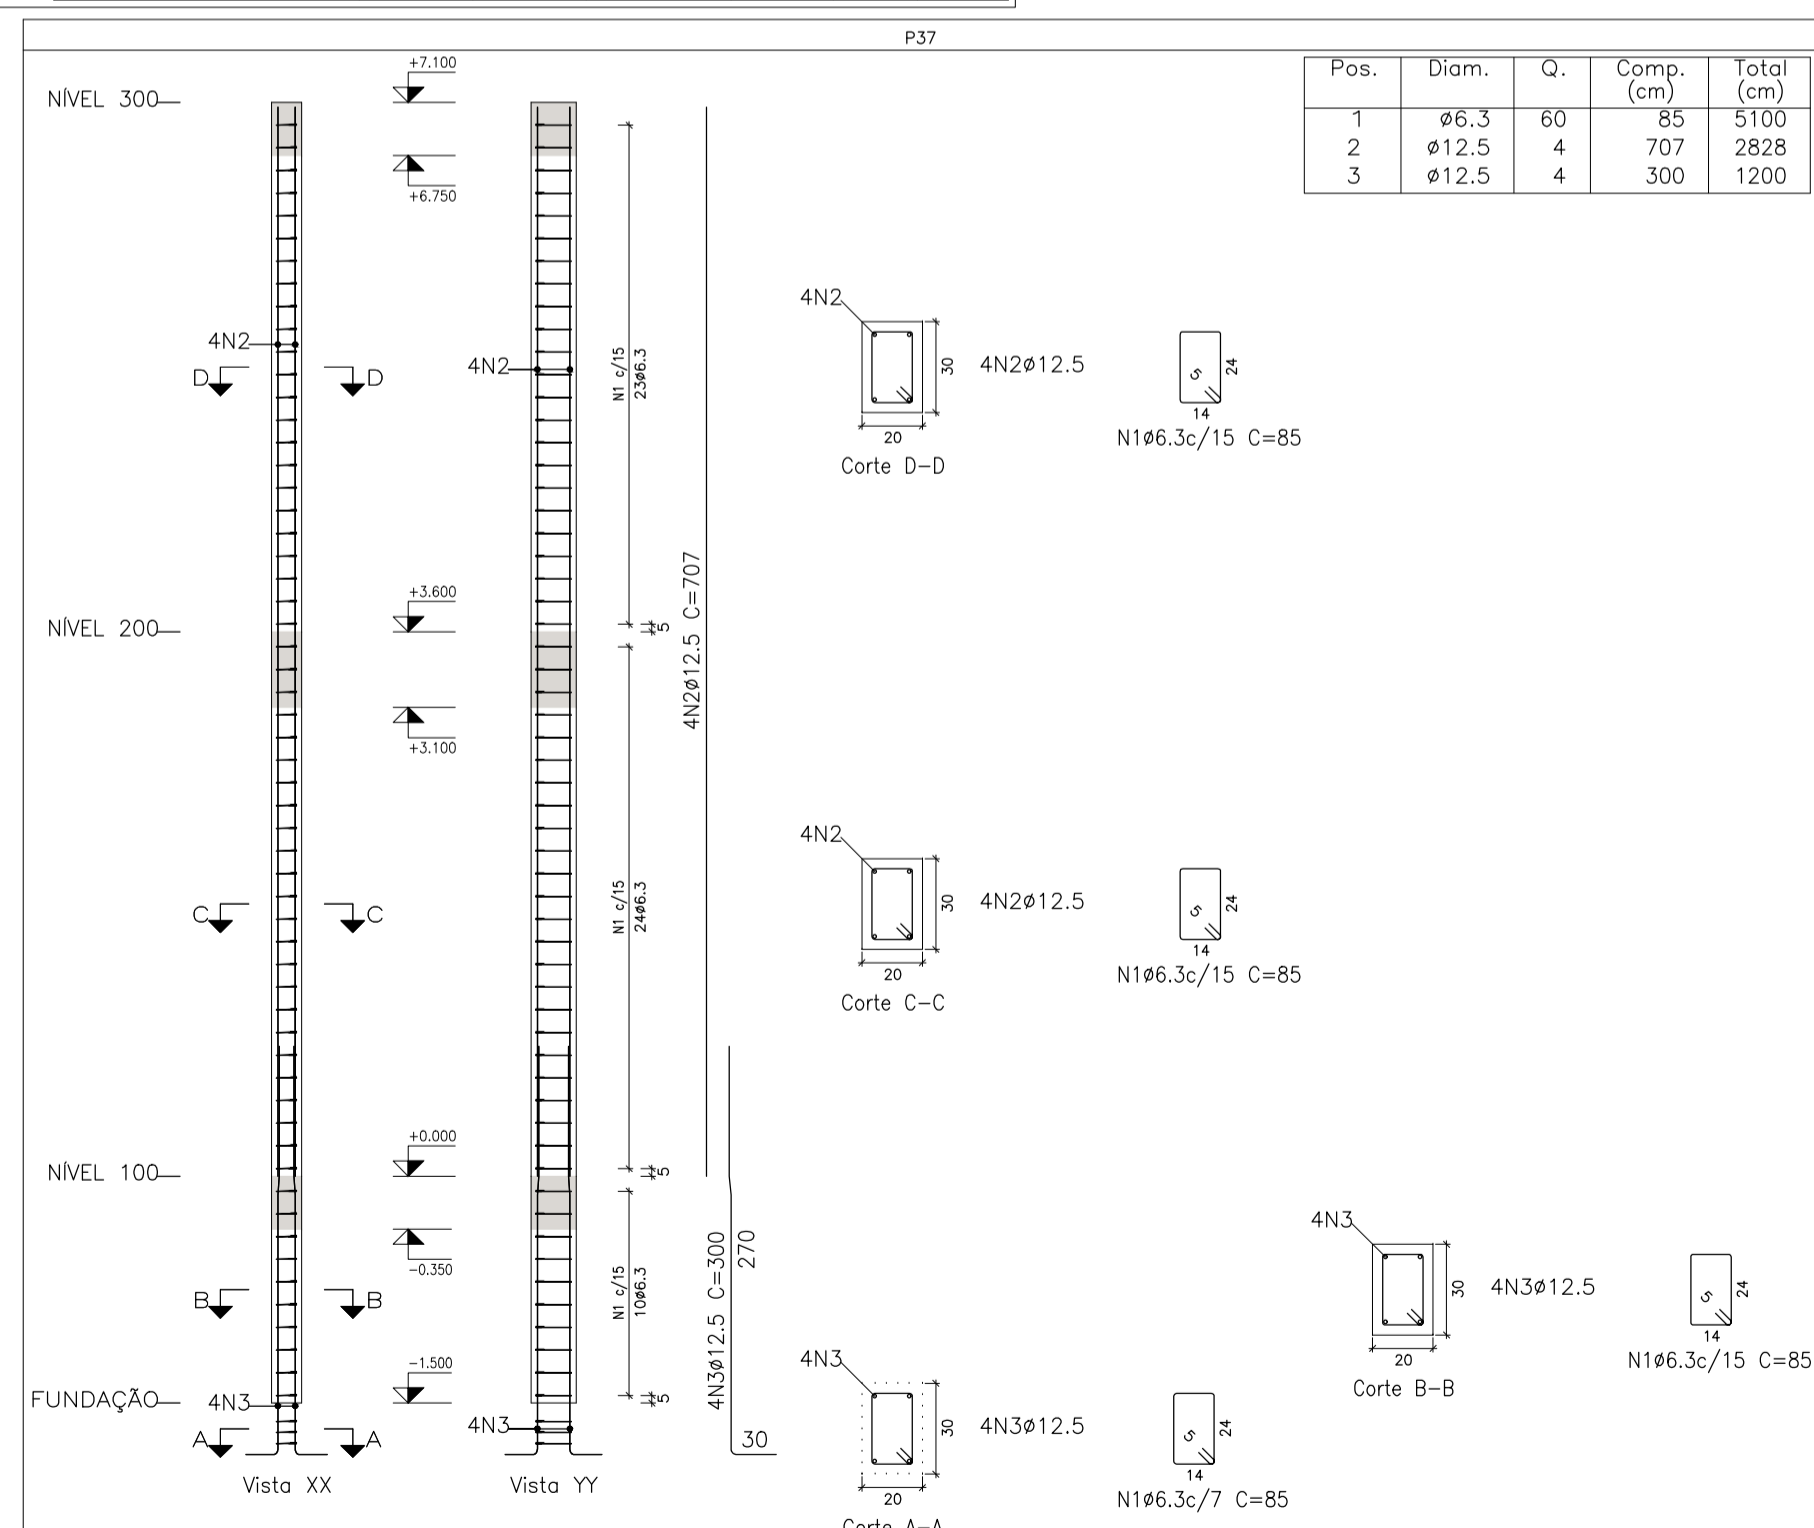 P37
Pos. Diam. Q. Comp. (cm) Total (cm)
1 ø6.3 60 85 5100
2 ø12.5 4 707 2828
3 ø12.5 4 300 1200
NÍVEL 300
+7.100
+6.750
4N2
D D
4N2
N1 c/15
23ø6.3
4N2
30
20
4N2ø12.5
Corte D-D
5
24
14
N1ø6.3c/15 C=85
NÍVEL 200
+3.600
5
+3.100
4N2ø12.5 C=707
C C
N1 c/15
24ø6.3
4N2
30
20
4N2ø12.5
Corte C-C
5
24
14
N1ø6.3c/15 C=85
NÍVEL 100
+0.000
5
-0.350
B B
N1 c/15
10ø6.3
4N3ø12.5 C=300
270
30
4N3
30
20
4N3ø12.5
Corte B-B
5
24
14
N1ø6.3c/15 C=85
FUNDAÇÃO
-1.500
5
4N3
4N3
A A
Vista XX
Vista YY
4N3
30
20
4N3ø12.5
Corte A-A
5
24
14
N1ø6.3c/7 C=85